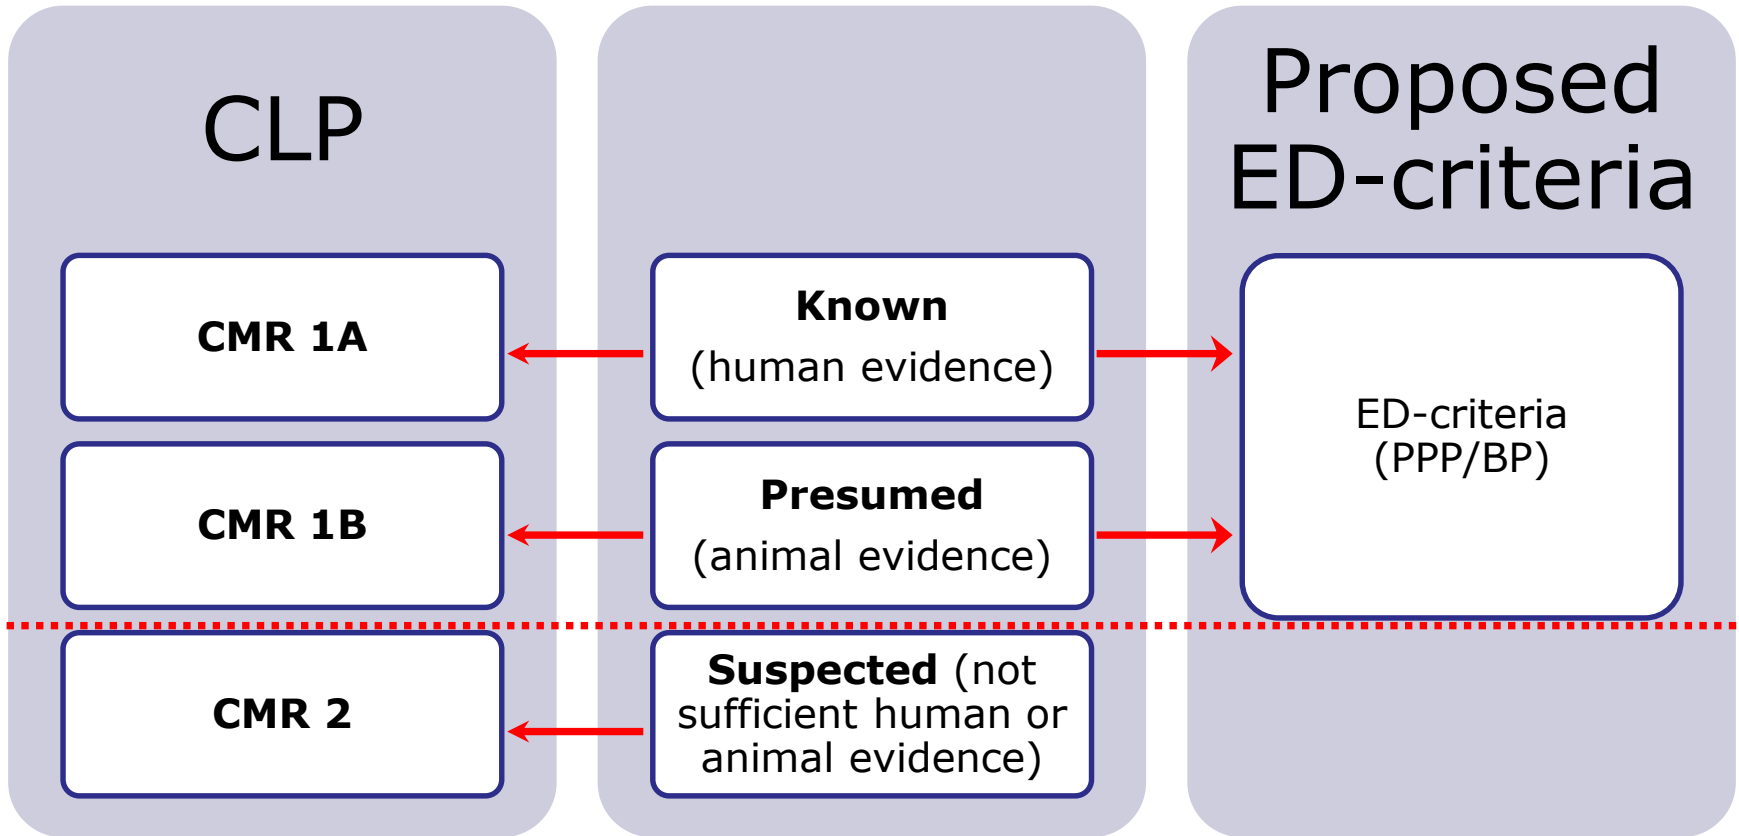 CLP
Proposed
ED-criteria
CMR 1A
Known
(human evidence)
ED-criteria
(PPP/BP)
CMR 1B
Presumed
(animal evidence)
CMR 2
Suspected (not
sufficient human or
animal evidence)